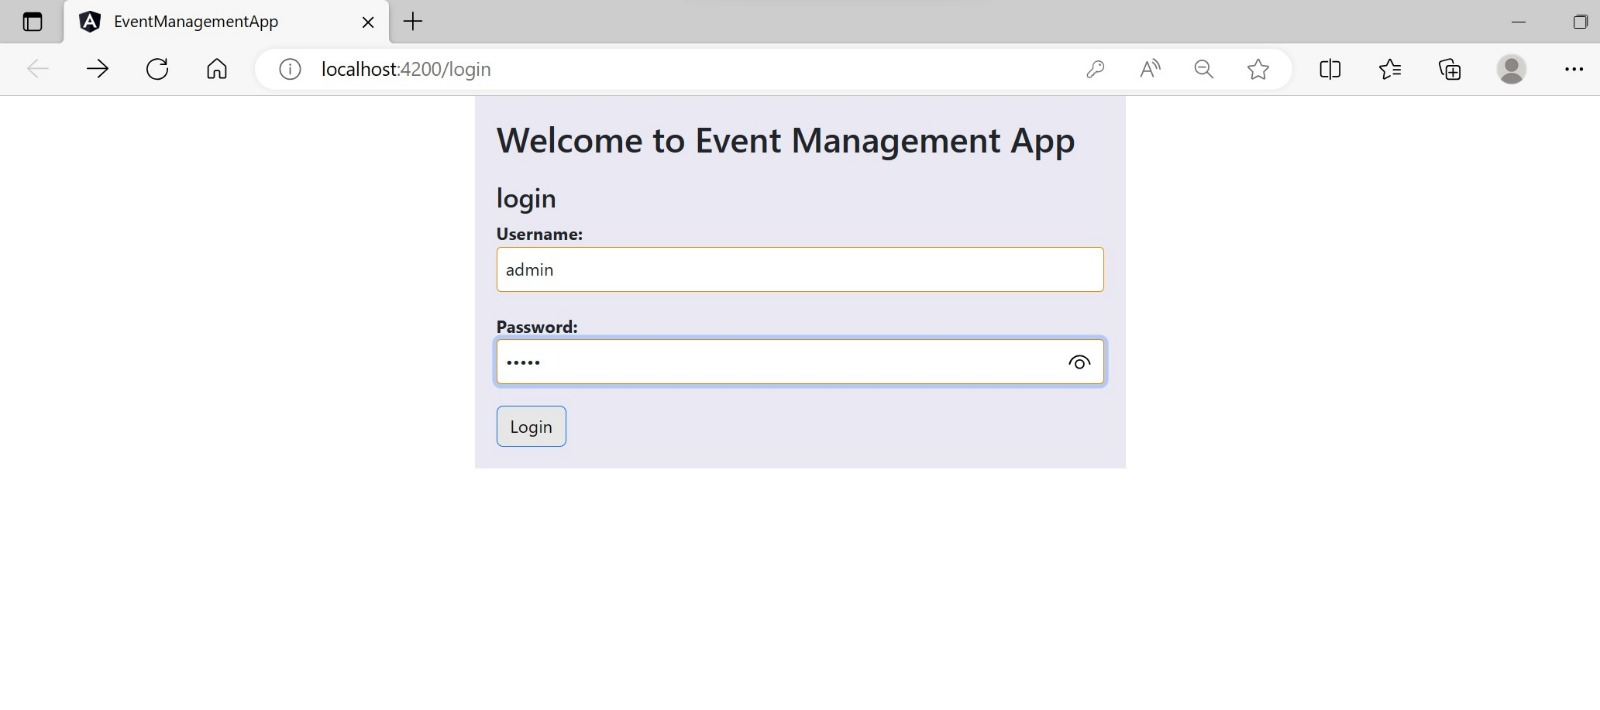 EventManagementApp
localhost:4200/login
Welcome to Event Management App
login
Username:
admin
Password:
•••••
Login